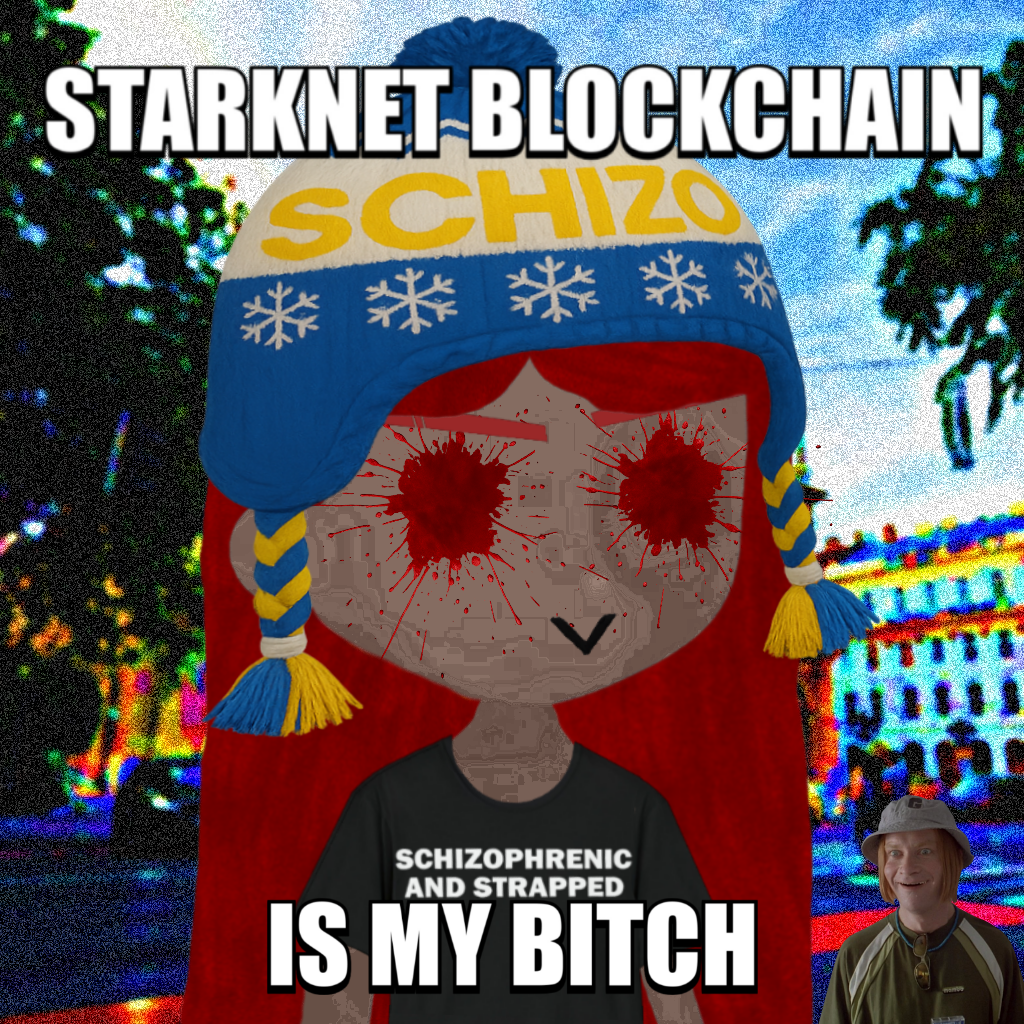 STARKNET BLOCKCHAIN
SCHIZO
SCHIZOPHRENIC
AND STRAPPED
IS MY BITCH
G